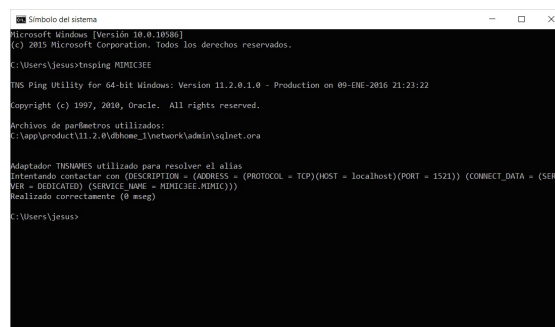 Símbolo del sistema
Microsoft Windows [Versión 10.0.10586]
(c) 2015 Microsoft Corporation. Todos los derechos reservados.
C:\Users\jesus>tnsping MIMIC3EE
TNS Ping Utility for 64-bit Windows: Version 11.2.0.1.0 - Production on 09-ENE-2016 21:23:22
Copyright (c) 1997, 2010, Oracle.  All rights reserved.
Archivos de parßmetros utilizados:
C:\app\product\11.2.0\dbhome_1\network\admin\sqlnet.ora
Adaptador TNSNAMES utilizado para resolver el alias
Intentando contactar con (DESCRIPTION = (ADDRESS = (PROTOCOL = TCP)(HOST = localhost)(PORT = 1521)) (CONNECT_DATA = (SER
VER = DEDICATED) (SERVICE_NAME = MIMIC3EE.MIMIC)))
Realizado correctamente (0 mseg)
C:\Users\jesus>